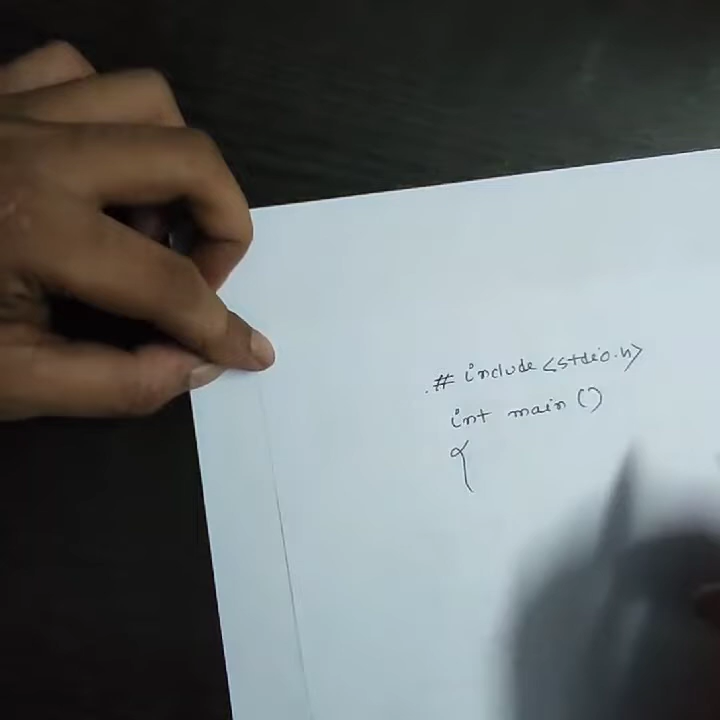 # include <stdio.h>
int main ()
{